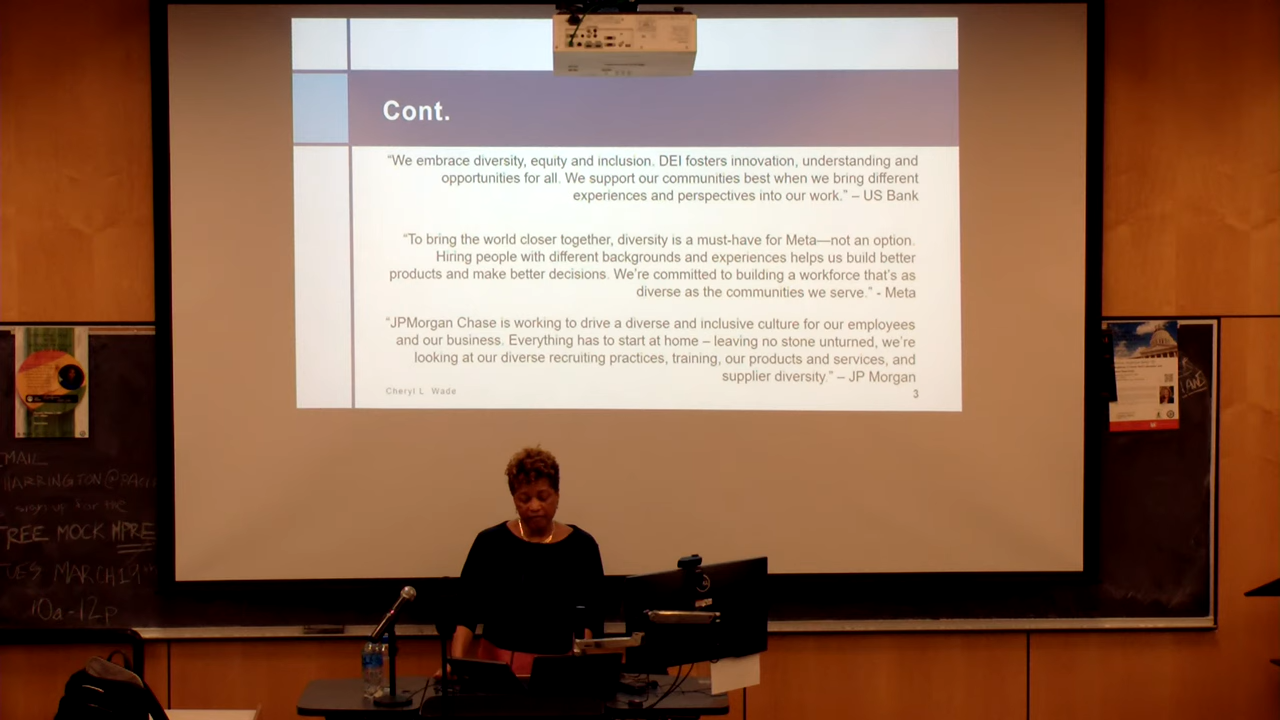 Cont.
“We embrace diversity, equity and inclusion. DEI fosters innovation, understanding and
opportunities for all. We support our communities best when we bring different
experiences and perspectives into our work.” – US Bank
“To bring the world closer together, diversity is a must-have for Meta—not an option.
Hiring people with different backgrounds and experiences helps us build better
products and make better decisions. We’re committed to building a workforce that’s as
diverse as the communities we serve.” - Meta
“JPMorgan Chase is working to drive a diverse and inclusive culture for our employees
and our business. Everything has to start at home – leaving no stone unturned, we’re
looking at our diverse recruiting practices, training, our products and services, and
supplier diversity.” – JP Morgan
Cheryl L. Wade
3
EMAIL
HARRINGTON@
sign up for the
FREE MOCK MPRE
TUES MARCH 19TH
10a-12p